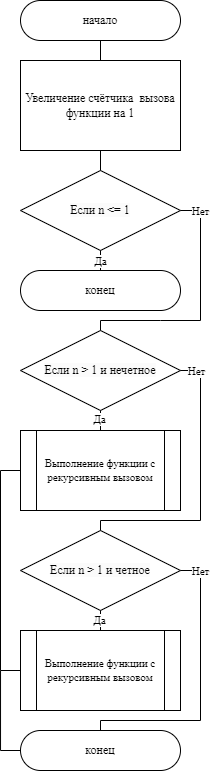 начало
Увеличение счётчика вызова
функции на 1
Если n <= 1
Нет
Да
конец
Если n > 1 и нечетное
Нет
Да
Выполнение функции с
рекурсивным вызовом
Если n > 1 и четное
Нет
Да
Выполнение функции с
рекурсивным вызовом
конец